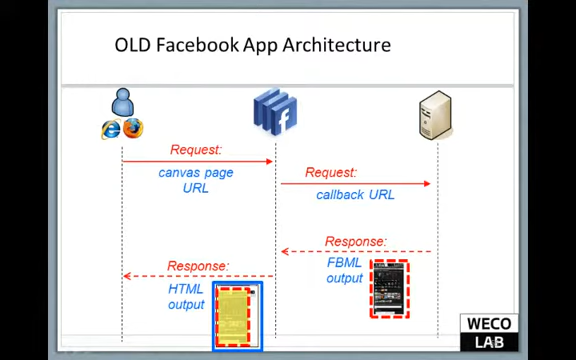 OLD Facebook App Architecture
f
Request:
canvas page
URL
Request:
callback URL
Response:
FBML
output
Response:
HTML
output
WECO
LAB